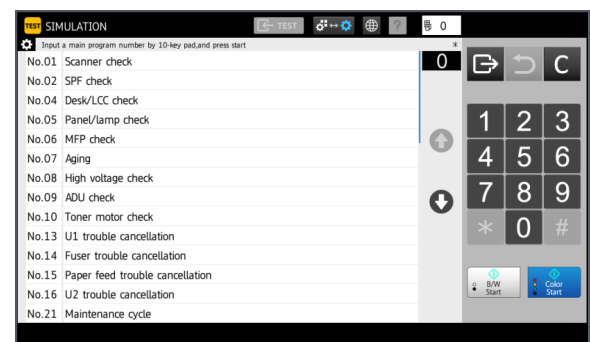 TEST SIMULATION TEST ? 0
Input a main program number by 10-key pad,and press start *
0
C
No.01 Scanner check
No.02 SPF check
No.04 Desk/LCC check
No.05 Panel/lamp check
No.06 MFP check
No.07 Aging
No.08 High voltage check
No.09 ADU check
No.10 Toner motor check
No.13 U1 trouble cancellation
No.14 Fuser trouble cancellation
No.15 Paper feed trouble cancellation
No.16 U2 trouble cancellation
No.21 Maintenance cycle
1 2 3
4 5 6
7 8 9
* 0 #
B/W
Start
Color
Start